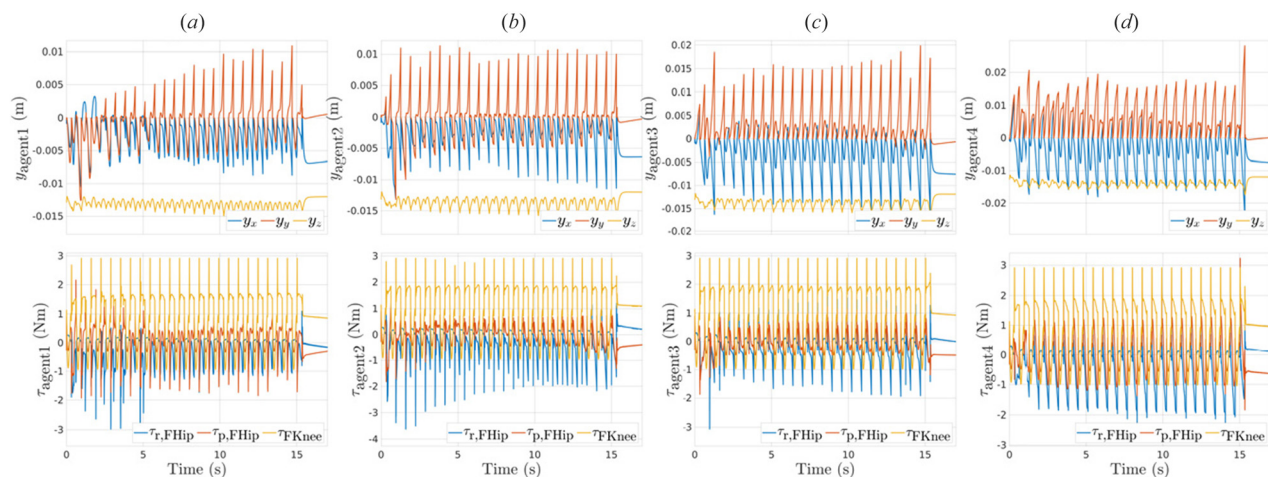 (a) (b) (c) (d)
0.01 0.005 0 -0.005 -0.01 -0.015
y_agent1 (m)
y_x y_y y_z
0.01 0.005 0 -0.005 -0.01 -0.015
y_agent2 (m)
y_x y_y y_z
0.02 0.015 0.01 0.005 0 -0.005 -0.01 -0.015 -0.02
y_agent3 (m)
y_x y_y y_z
0.02 0.01 0 -0.01 -0.02
y_agent4 (m)
y_x y_y y_z
3 2 1 0 -1 -2 -3
τ_agent1 (Nm)
τ_r,FHip τ_p,FHip τ_FKnee
0 5 10 15
Time (s)
3 2 1 0 -1 -2 -3 -4
τ_agent2 (Nm)
τ_r,FHip τ_p,FHip τ_FKnee
0 5 10 15
Time (s)
3 2 1 0 -1 -2 -3
τ_agent3 (Nm)
τ_r,FHip τ_p,FHip τ_FKnee
0 5 10 15
Time (s)
3 2 1 0 -1 -2 -3
τ_agent4 (Nm)
τ_r,FHip τ_p,FHip τ_FKnee
0 5 10 15
Time (s)